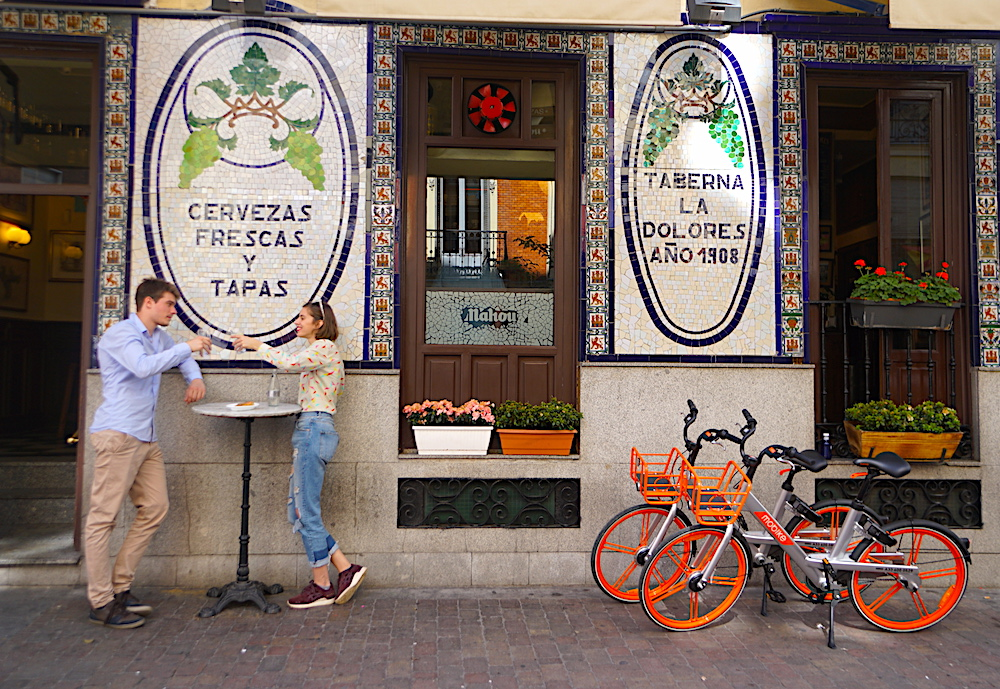 CERVEZAS
FRESCAS
Y
TAPAS
TABERNA
LA
DOLORES
AÑO 1908
Mahou
mobike